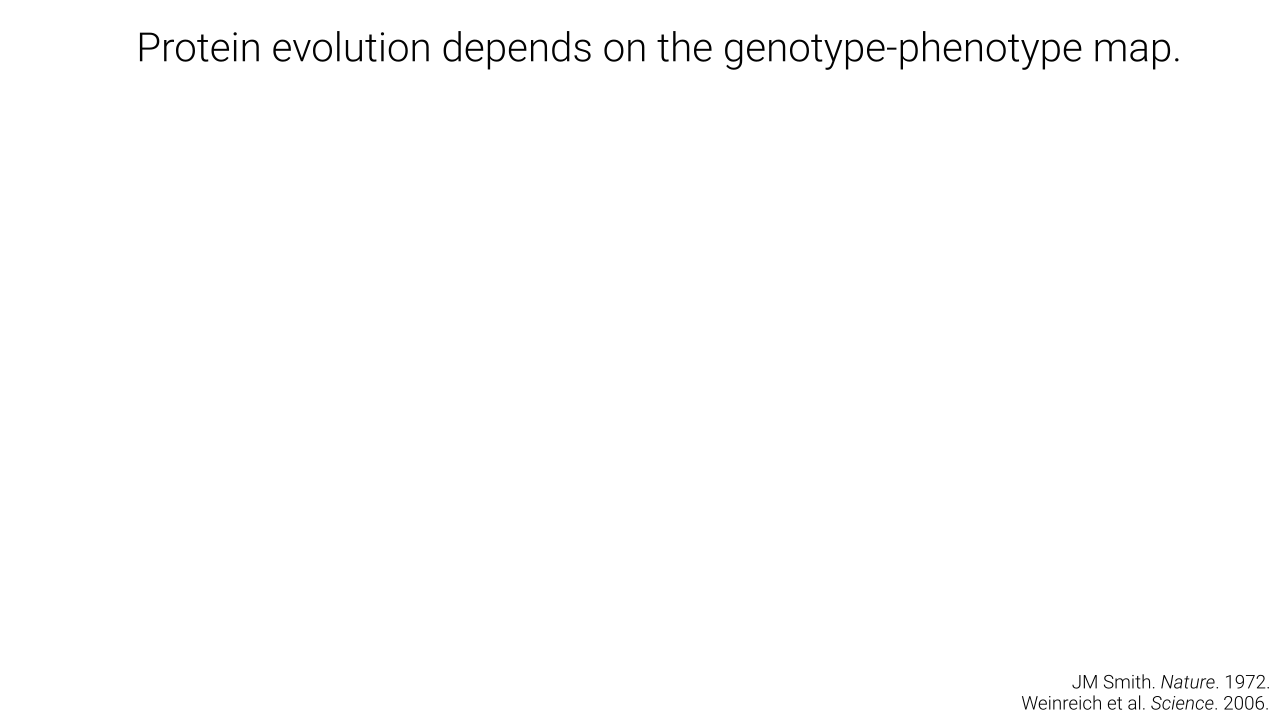 Protein evolution depends on the genotype-phenotype map.
JM Smith. Nature. 1972.
Weinreich et al. Science. 2006.